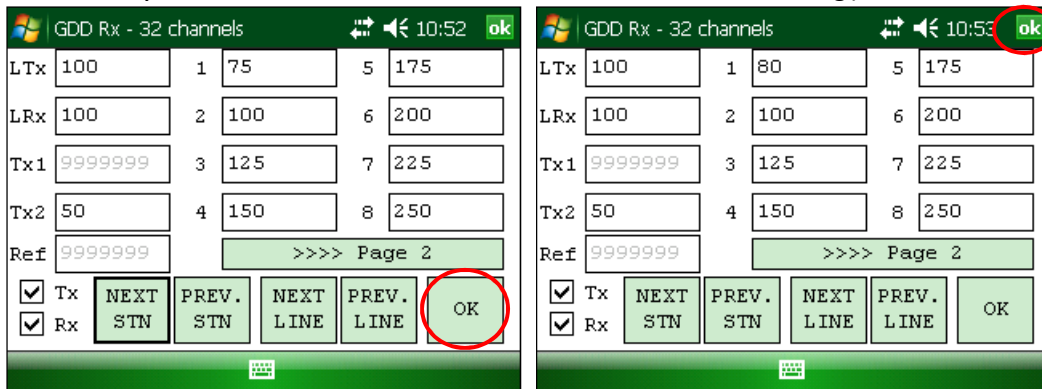 GDD Rx - 32 channels 10:52 ok
LTx 100 1 75 5 175
LRx 100 2 100 6 200
Tx1 9999999 3 125 7 225
Tx2 50 4 150 8 250
Ref 9999999 >>>> Page 2
Tx NEXT PREV. NEXT PREV. OK
Rx STN STN LINE LINE
GDD Rx - 32 channels 10:53 ok
LTx 100 1 80 5 175
LRx 100 2 100 6 200
Tx1 9999999 3 125 7 225
Tx2 50 4 150 8 250
Ref 9999999 >>>> Page 2
Tx NEXT PREV. NEXT PREV. OK
Rx STN STN LINE LINE